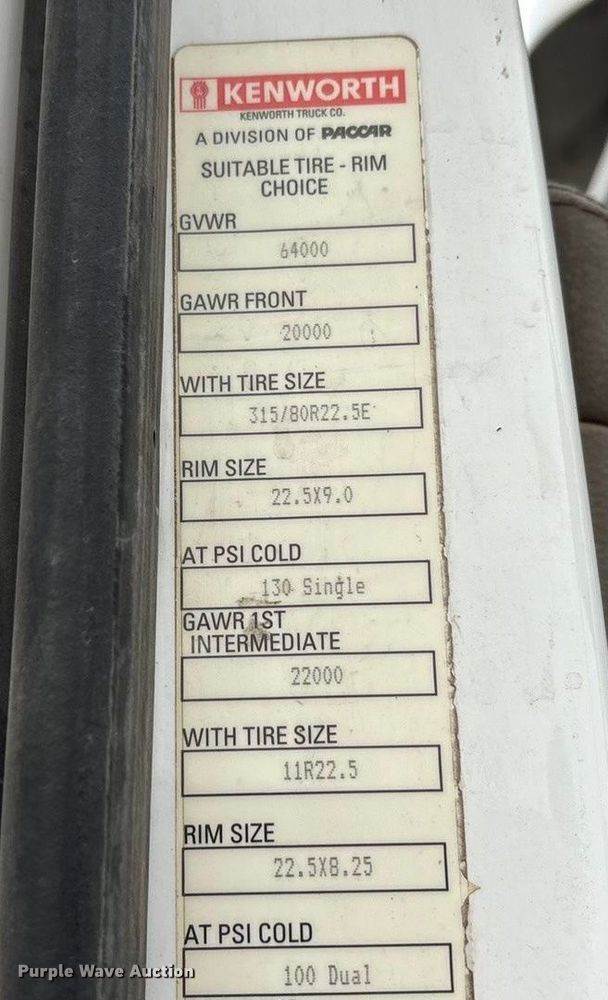 KENWORTH
KENWORTH TRUCK CO.
A DIVISION OF PACCAR
SUITABLE TIRE - RIM
CHOICE
GVWR
64000
GAWR FRONT
20000
WITH TIRE SIZE
315/80R22.5E
RIM SIZE
22.5X9.0
AT PSI COLD
130 Single
GAWR 1ST
INTERMEDIATE
22000
WITH TIRE SIZE
11R22.5
RIM SIZE
22.5X8.25
AT PSI COLD
100 Dual
Purple Wave Auction